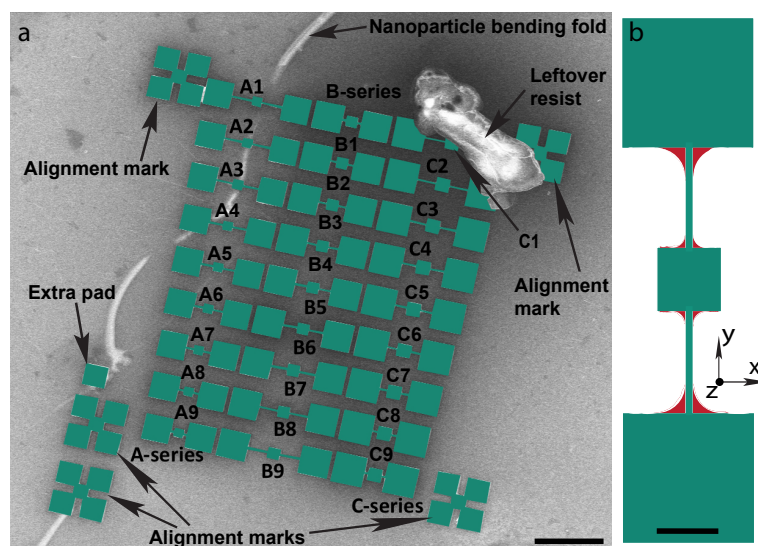 a
b
Nanoparticle bending fold
A1
B-series
Leftover
resist
Alignment mark
A2
B1
A3
C2
B2
A4
B3
C3
C1
A5
B4
C4
Alignment
mark
Extra pad
A6
B5
C5
A7
B6
C6
A8
B7
C7
A9
B8
C8
A-series
B9
C9
C-series
Alignment marks
y
x
z